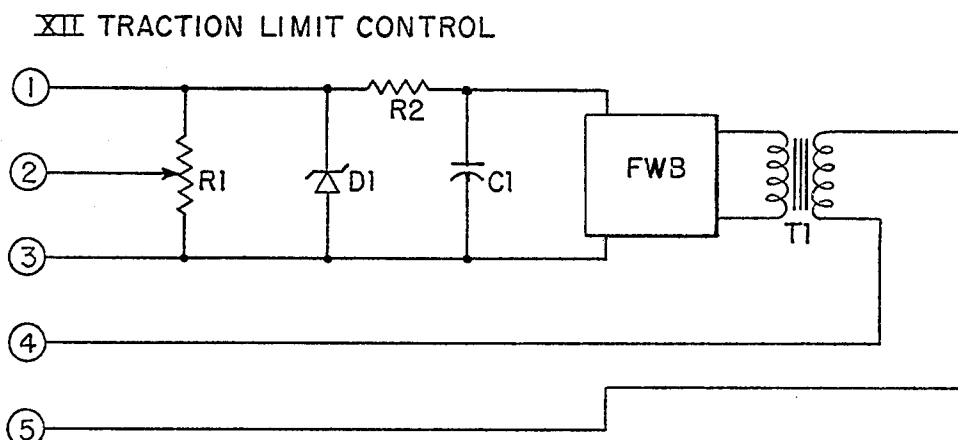 XII TRACTION LIMIT CONTROL
1
R2
2
R1
D1
C1
FWB
T1
3
4
5